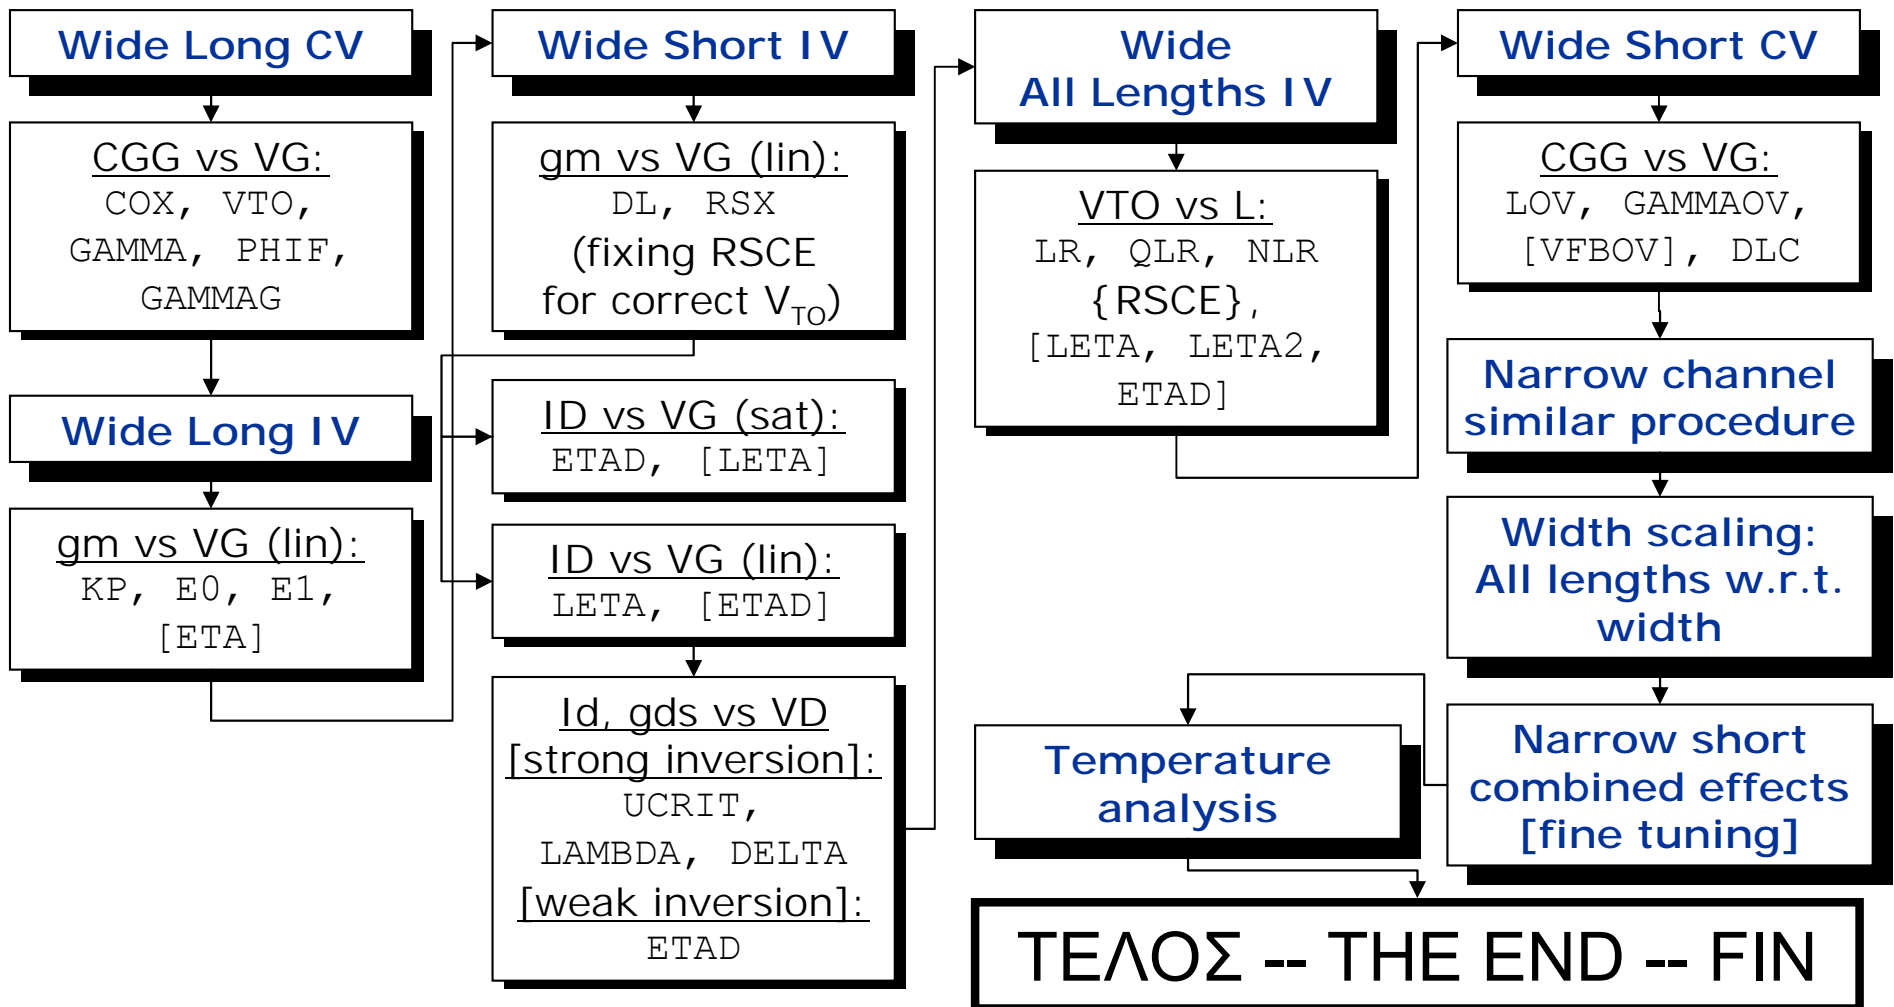 Wide Long CV
CGG vs VG:
COX, VTO,
GAMMA, PHIF,
GAMMAG
Wide Long IV
gm vs VG (lin):
KP, E0, E1,
[ETA]
Wide Short IV
gm vs VG (lin):
DL, RSX
(fixing RSCE
for correct V_TO)
ID vs VG (sat):
ETAD, [LETA]
ID vs VG (lin):
LETA, [ETAD]
Id, gds vs VD
[strong inversion]:
UCRIT,
LAMBDA, DELTA
[weak inversion]:
ETAD
Wide
All Lengths IV
VTO vs L:
LR, QLR, NLR
{RSCE},
[LETA, LETA2,
ETAD]
Wide Short CV
CGG vs VG:
LOV, GAMMAOV,
[VFBOV], DLC
Narrow channel
similar procedure
Width scaling:
All lengths w.r.t.
width
Narrow short
combined effects
[fine tuning]
Temperature
analysis
ΤΕΛΟΣ -- THE END -- FIN